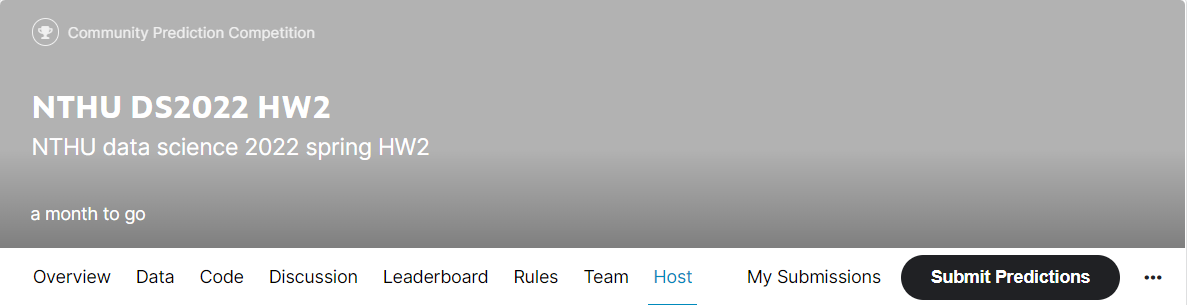 Community Prediction Competition
NTHU DS2022 HW2
NTHU data science 2022 spring HW2
a month to go
Overview Data Code Discussion Leaderboard Rules Team Host My Submissions Submit Predictions •••